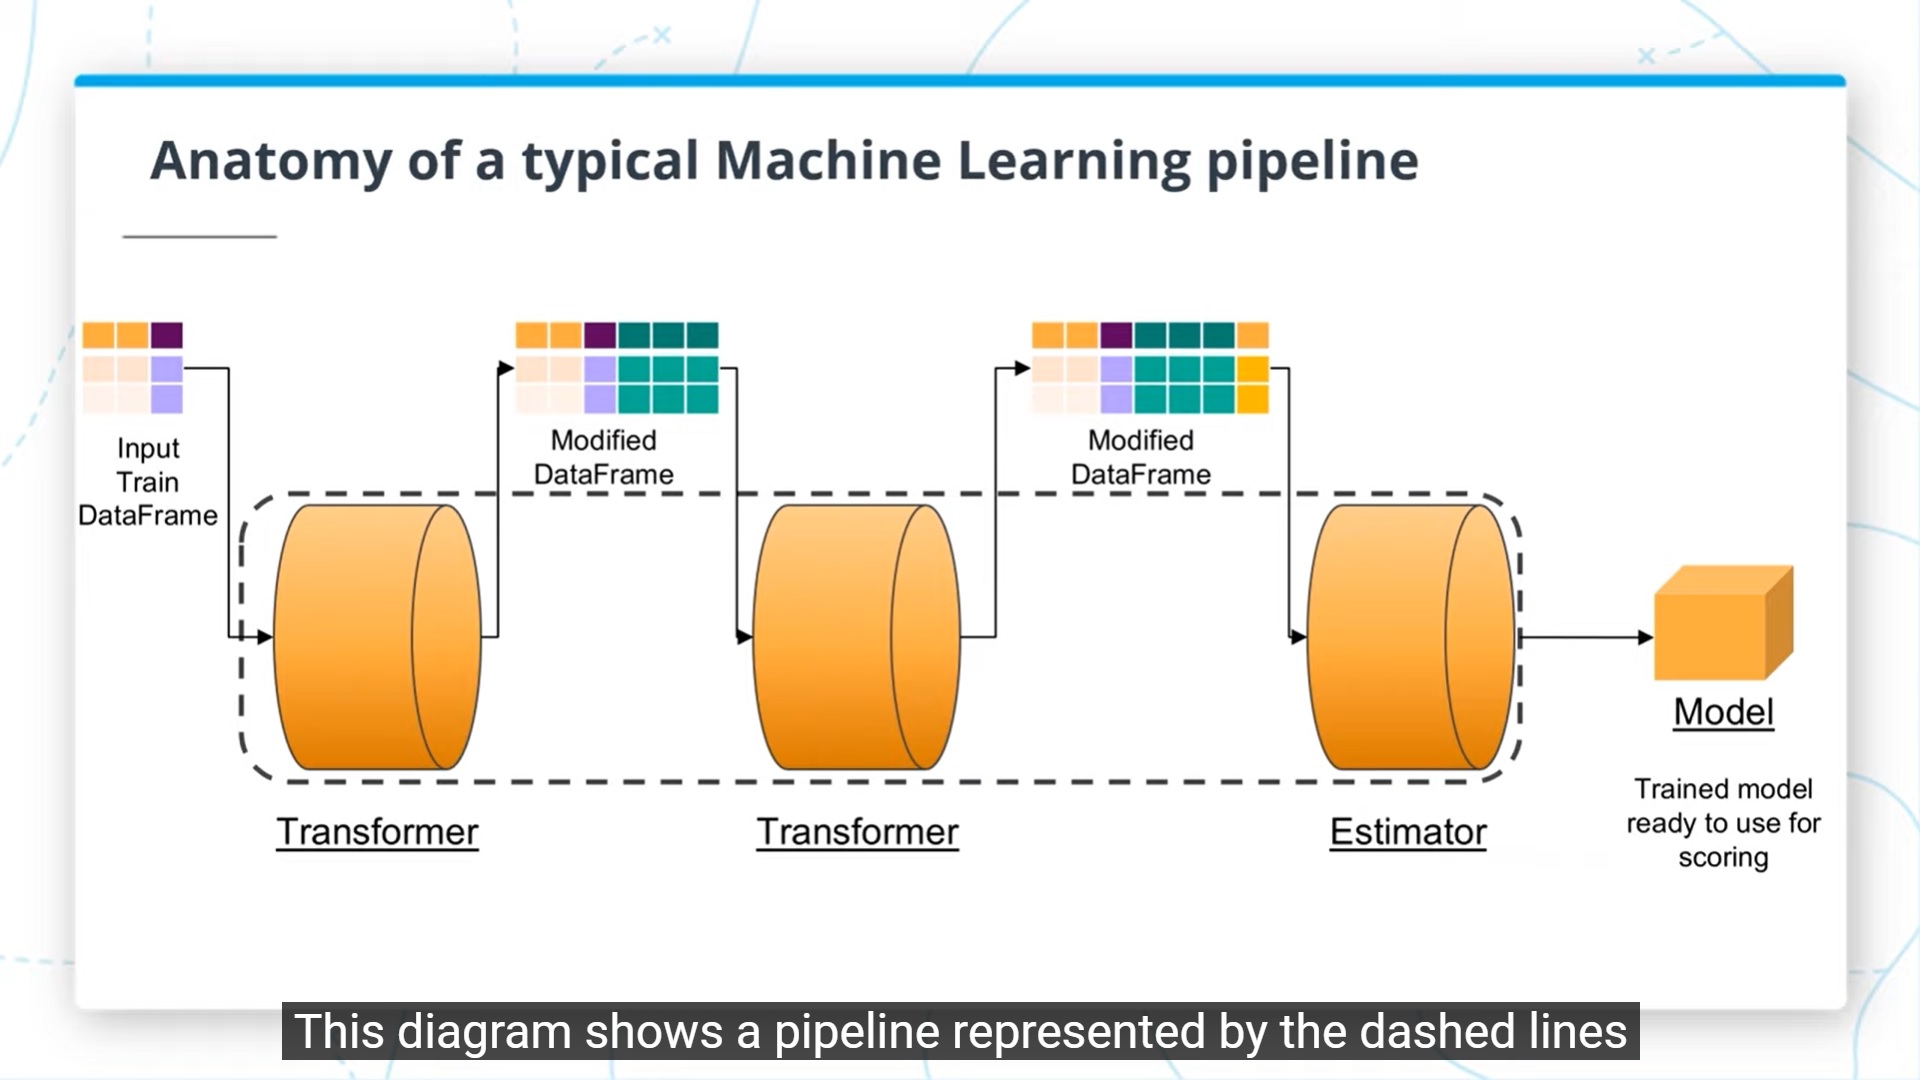 Anatomy of a typical Machine Learning pipeline
Input
Train
DataFrame
Modified
DataFrame
Modified
DataFrame
Transformer
Transformer
Estimator
Model
Trained model
ready to use for
scoring
This diagram shows a pipeline represented by the dashed lines